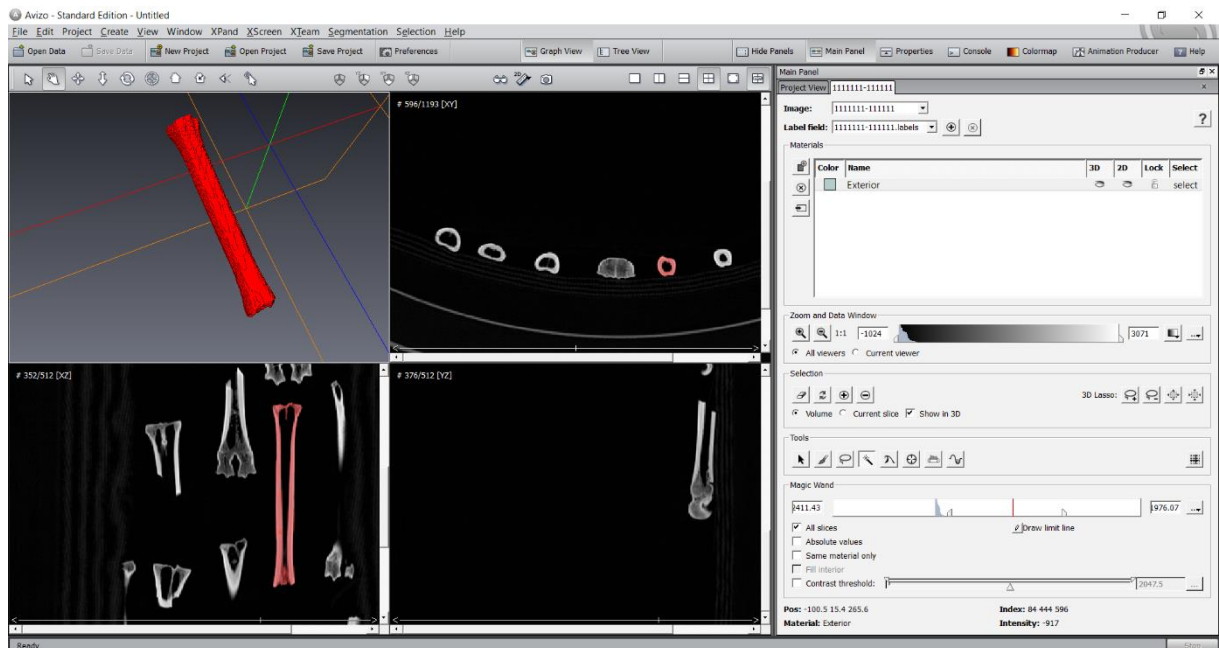 Avizo - Standard Edition - Untitled
File Edit Project Create View Window XPand XScreen XTeam Segmentation Selection Help
Open Data Save Data New Project Open Project Save Project Preferences Graph View Tree View Hide Panels Main Panel Properties Console Colormap Animation Producer Help
Main Panel
Project View 1111111-111111
# 596/1193 [XY]
# 352/512 [XZ]
# 376/512 [YZ]
Image: 1111111-111111
Label field: 1111111-111111.labels
Materials
Color Name 3D 2D Lock Select
Exterior select
Zoom and Data Window
1:1 -1024 3071
All viewers Current viewer
Selection
3D Lasso:
Volume Current slice Show in 3D
Tools
Magic Wand
2411.43 1976.07
All slices Draw limit line
Absolute values
Same material only
Fill interior
Contrast threshold: 2047.5
Pos: -100.5 15.4 265.6 Index: 84 444 596
Material: Exterior Intensity: -917
Ready Stop